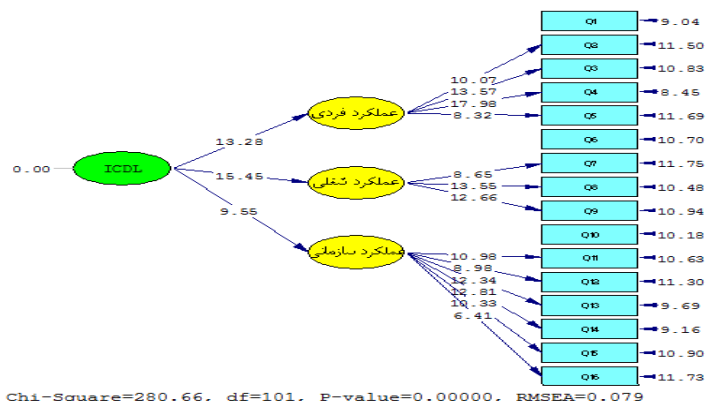 Q1 9.04
Q2 11.50
Q3 10.83
10.07
13.57
17.98
8.32
Q4 8.45
عملکرد فردی
Q5 11.69
13.28
Q6 10.70
0.00 ICDL
8.65
13.55
12.66
Q7 11.75
15.45
عملکرد شغلی
Q8 10.48
Q9 10.94
9.55
Q10 10.18
عملکرد سازمانی
10.98
8.98
12.34
12.81
10.33
6.41
Q11 10.63
Q12 11.30
Q13 9.69
Q14 9.16
Q15 10.90
Q16 11.73
Chi-Square=280.66, df=101, P-value=0.00000, RMSEA=0.079